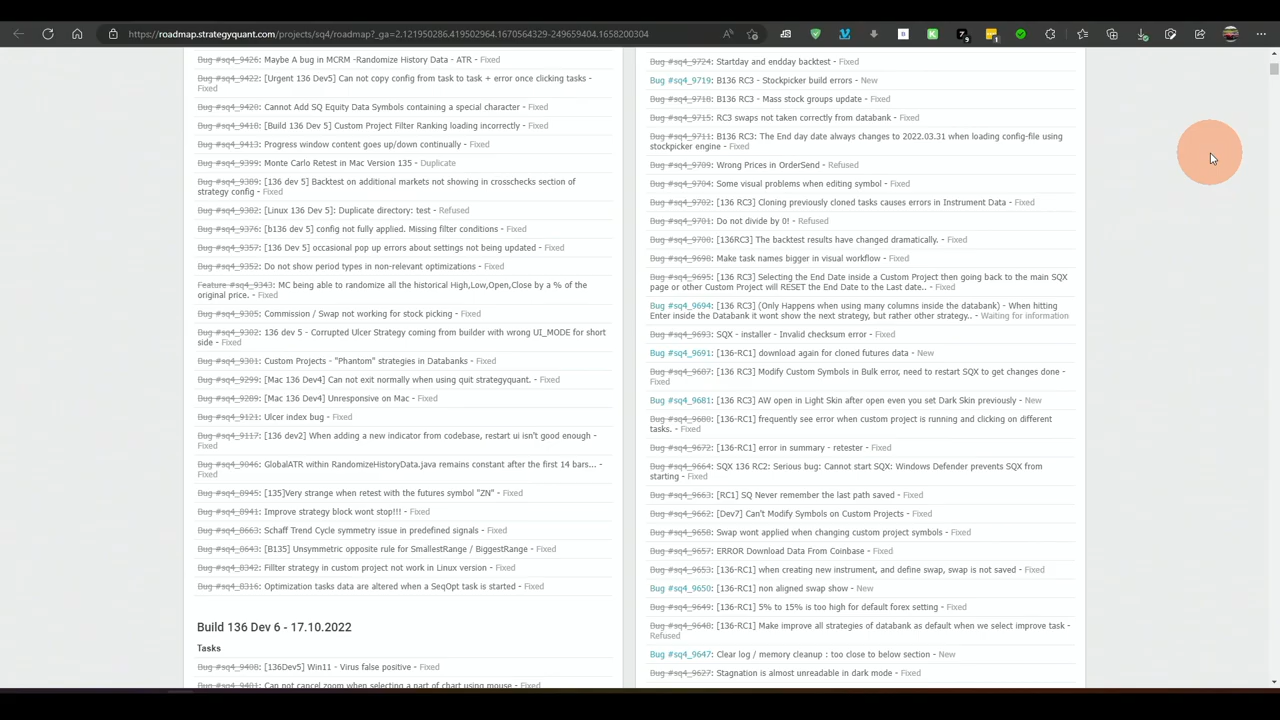 https://roadmap.strategyquant.com/projects/sq4/roadmap?_ga=2.121950286.419502964.1670564329-249659404.1658200304
Bug #sq4_9426: Maybe A bug in MCRM -Randomize History Data - ATR - Fixed
Bug #sq4_9422: [Urgent 136 Dev5] Can not copy config from task to task + error once clicking tasks -
Fixed
Bug #sq4_9420: Cannot Add SQ Equity Data Symbols containing a special character - Fixed
Bug #sq4_9418: [Build 136 Dev 5] Custom Project Filter Ranking loading incorrectly - Fixed
Bug #sq4_9413: Progress window content goes up/down continually - Fixed
Bug #sq4_9399: Monte Carlo Retest in Mac Version 135 - Duplicate
Bug #sq4_9389: [136 dev 5] Backtest on additional markets not showing in crosschecks section of
strategy config - Fixed
Bug #sq4_9382: [Linux 136 Dev 5]: Duplicate directory: test - Refused
Bug #sq4_9376: [b136 dev 5] config not fully applied. Missing filter conditions - Fixed
Bug #sq4_9357: [136 Dev 5] occasional pop up errors about settings not being updated - Fixed
Bug #sq4_9352: Do not show period types in non-relevant optimizations - Fixed
Feature #sq4_9343: MC being able to randomize all the historical High,Low,Open,Close by a % of the
original price. - Fixed
Bug #sq4_9305: Commission / Swap not working for stock picking - Fixed
Bug #sq4_9302: 136 dev 5 - Corrupted Ulcer Strategy coming from builder with wrong UI_MODE for short
side - Fixed
Bug #sq4_9301: Custom Projects - "Phantom" strategies in Databanks - Fixed
Bug #sq4_9299: [Mac 136 Dev4] Can not exit normally when using quit strategyquant. - Fixed
Bug #sq4_9289: [Mac 136 Dev4] Unresponsive on Mac - Fixed
Bug #sq4_9121: Ulcer index bug - Fixed
Bug #sq4_9117: [136 dev2] When adding a new indicator from codebase, restart ui isn't good enough -
Fixed
Bug #sq4_9046: GlobalATR within RandomizeHistoryData.java remains constant after the first 14 bars... -
Fixed
Bug #sq4_8945: [135]Very strange when retest with the futures symbol "ZN" - Fixed
Bug #sq4_8941: Improve strategy block wont stop!!! - Fixed
Bug #sq4_8663: Schaff Trend Cycle symmetry issue in predefined signals - Fixed
Bug #sq4_8643: [B135] Unsymmetric opposite rule for SmallestRange / BiggestRange - Fixed
Bug #sq4_8342: Fillter strategy in custom project not work in Linux version - Fixed
Bug #sq4_8316: Optimization tasks data are altered when a SeqOpt task is started - Fixed
Build 136 Dev 6 - 17.10.2022
Tasks
Bug #sq4_9408: [136Dev5] Win11 - Virus false positive - Fixed
Bug #sq4_9401: Can not cancel zoom when selecting a part of chart using mouse - Fixed
Bug #sq4_9724: Startday and endday backtest - Fixed
Bug #sq4_9719: B136 RC3 - Stockpicker build errors - New
Bug #sq4_9718: B136 RC3 - Mass stock groups update - Fixed
Bug #sq4_9715: RC3 swaps not taken correctly from databank - Fixed
Bug #sq4_9711: B136 RC3: The End day date always changes to 2022.03.31 when loading config-file using
stockpicker engine - Fixed
Bug #sq4_9709: Wrong Prices in OrderSend - Refused
Bug #sq4_9704: Some visual problems when editing symbol - Fixed
Bug #sq4_9702: [136 RC3] Cloning previously cloned tasks causes errors in Instrument Data - Fixed
Bug #sq4_9701: Do not divide by 0! - Refused
Bug #sq4_9700: [136RC3] The backtest results have changed dramatically. - Fixed
Bug #sq4_9698: Make task names bigger in visual workflow - Fixed
Bug #sq4_9695: [136 RC3] Selecting the End Date inside a Custom Project then going back to the main SQX
page or other Custom Project will RESET the End Date to the Last date.. - Fixed
Bug #sq4_9694: [136 RC3] (Only Happens when using many columns inside the databank) - When hitting
Enter inside the Databank it wont show the next strategy, but rather other strategy.. - Waiting for information
Bug #sq4_9693: SQX - installer - Invalid checksum error - Fixed
Bug #sq4_9691: [136-RC1] download again for cloned futures data - New
Bug #sq4_9687: [136 RC3] Modify Custom Symbols in Bulk error, need to restart SQX to get changes done -
Fixed
Bug #sq4_9681: [136 RC3] AW open in Light Skin after open even you set Dark Skin previously - New
Bug #sq4_9680: [136-RC1] frequently see error when custom project is running and clicking on different
tasks. - Fixed
Bug #sq4_9672: [136-RC1] error in summary - retester - Fixed
Bug #sq4_9664: SQX 136 RC2: Serious bug: Cannot start SQX: Windows Defender prevents SQX from
starting - Fixed
Bug #sq4_9663: [RC1] SQ Never remember the last path saved - Fixed
Bug #sq4_9662: [Dev7] Can't Modify Symbols on Custom Projects - Fixed
Bug #sq4_9658: Swap wont applied when changing custom project symbols - Fixed
Bug #sq4_9657: ERROR Download Data From Coinbase - Fixed
Bug #sq4_9653: [136-RC1] when creating new instrument, and define swap, swap is not saved - Fixed
Bug #sq4_9650: [136-RC1] non aligned swap show - New
Bug #sq4_9649: [136-RC1] 5% to 15% is too high for default forex setting - Fixed
Bug #sq4_9648: [136-RC1] Make improve all strategies of databank as default when we select improve task -
Refused
Bug #sq4_9647: Clear log / memory cleanup : too close to below section - New
Bug #sq4_9627: Stagnation is almost unreadable in dark mode - Fixed